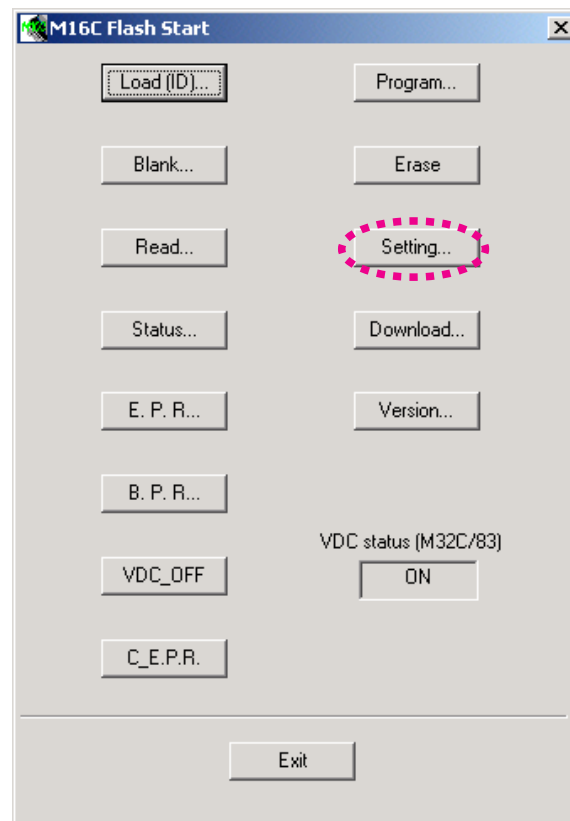 M16C Flash Start
Load (ID)... Program...
Blank... Erase
Read... Setting...
Status... Download...
E. P. R... Version...
B. P. R...
VDC status (M32C/83)
VDC_OFF ON
C_E.P.R.
Exit